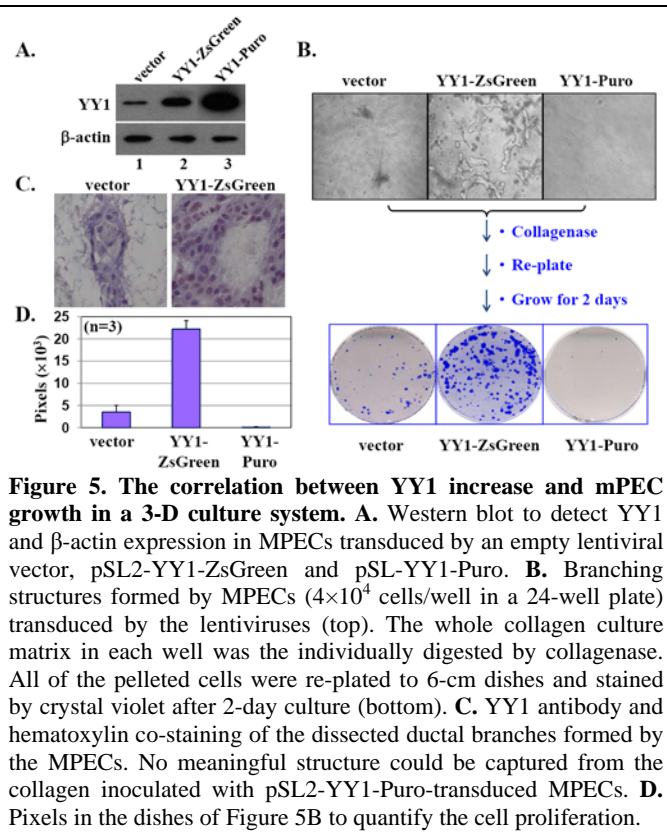 A.
vector
YY1-ZsGreen
YY1-Puro
YY1
β-actin
1 2 3
B.
vector YY1-ZsGreen YY1-Puro
• Collagenase
• Re-plate
• Grow for 2 days
vector YY1-ZsGreen YY1-Puro
C.
vector YY1-ZsGreen
D.
(n=3)
Pixels (×10³)
25
20
15
10
5
0
vector YY1-ZsGreen YY1-Puro
Figure 5. The correlation between YY1 increase and mPEC
growth in a 3-D culture system. A. Western blot to detect YY1
and β-actin expression in MPECs transduced by an empty lentiviral
vector, pSL2-YY1-ZsGreen and pSL-YY1-Puro. B. Branching
structures formed by MPECs (4×10⁴ cells/well in a 24-well plate)
transduced by the lentiviruses (top). The whole collagen culture
matrix in each well was the individually digested by collagenase.
All of the pelleted cells were re-plated to 6-cm dishes and stained
by crystal violet after 2-day culture (bottom). C. YY1 antibody and
hematoxylin co-staining of the dissected ductal branches formed by
the MPECs. No meaningful structure could be captured from the
collagen inoculated with pSL2-YY1-Puro-transduced MPECs. D.
Pixels in the dishes of Figure 5B to quantify the cell proliferation.